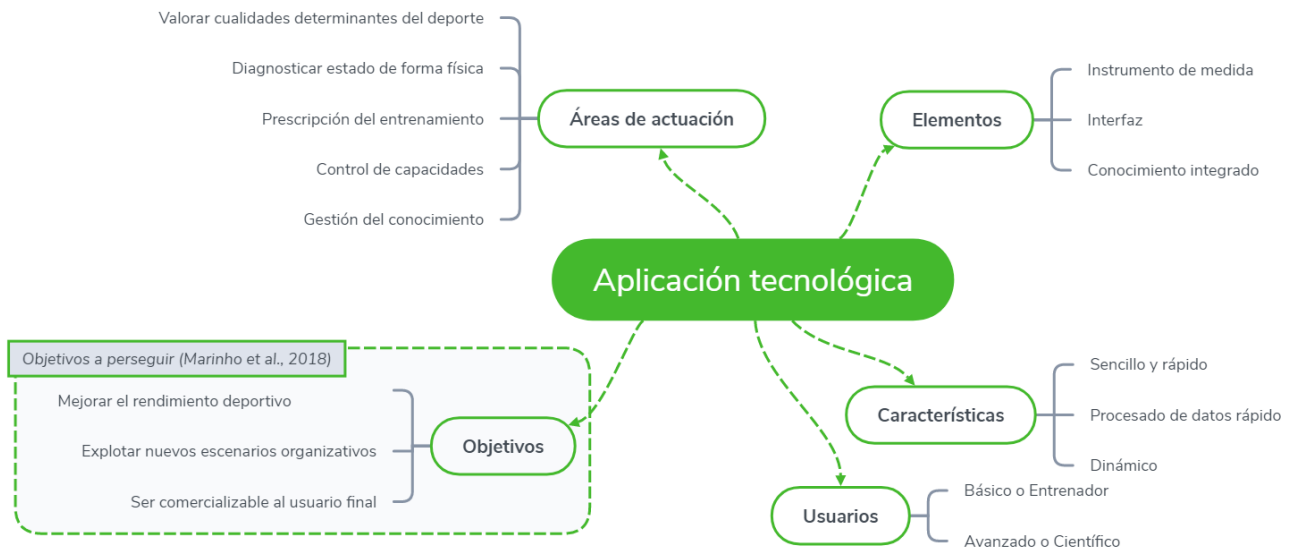 Valorar cualidades determinantes del deporte
Diagnosticar estado de forma física
Prescripción del entrenamiento
Control de capacidades
Gestión del conocimiento
Áreas de actuación
Elementos
Instrumento de medida
Interfaz
Conocimiento integrado
Aplicación tecnológica
Objetivos a perseguir (Marinho et al., 2018)
Mejorar el rendimiento deportivo
Explotar nuevos escenarios organizativos
Ser comercializable al usuario final
Objetivos
Características
Sencillo y rápido
Procesado de datos rápido
Dinámico
Usuarios
Básico o Entrenador
Avanzado o Científico